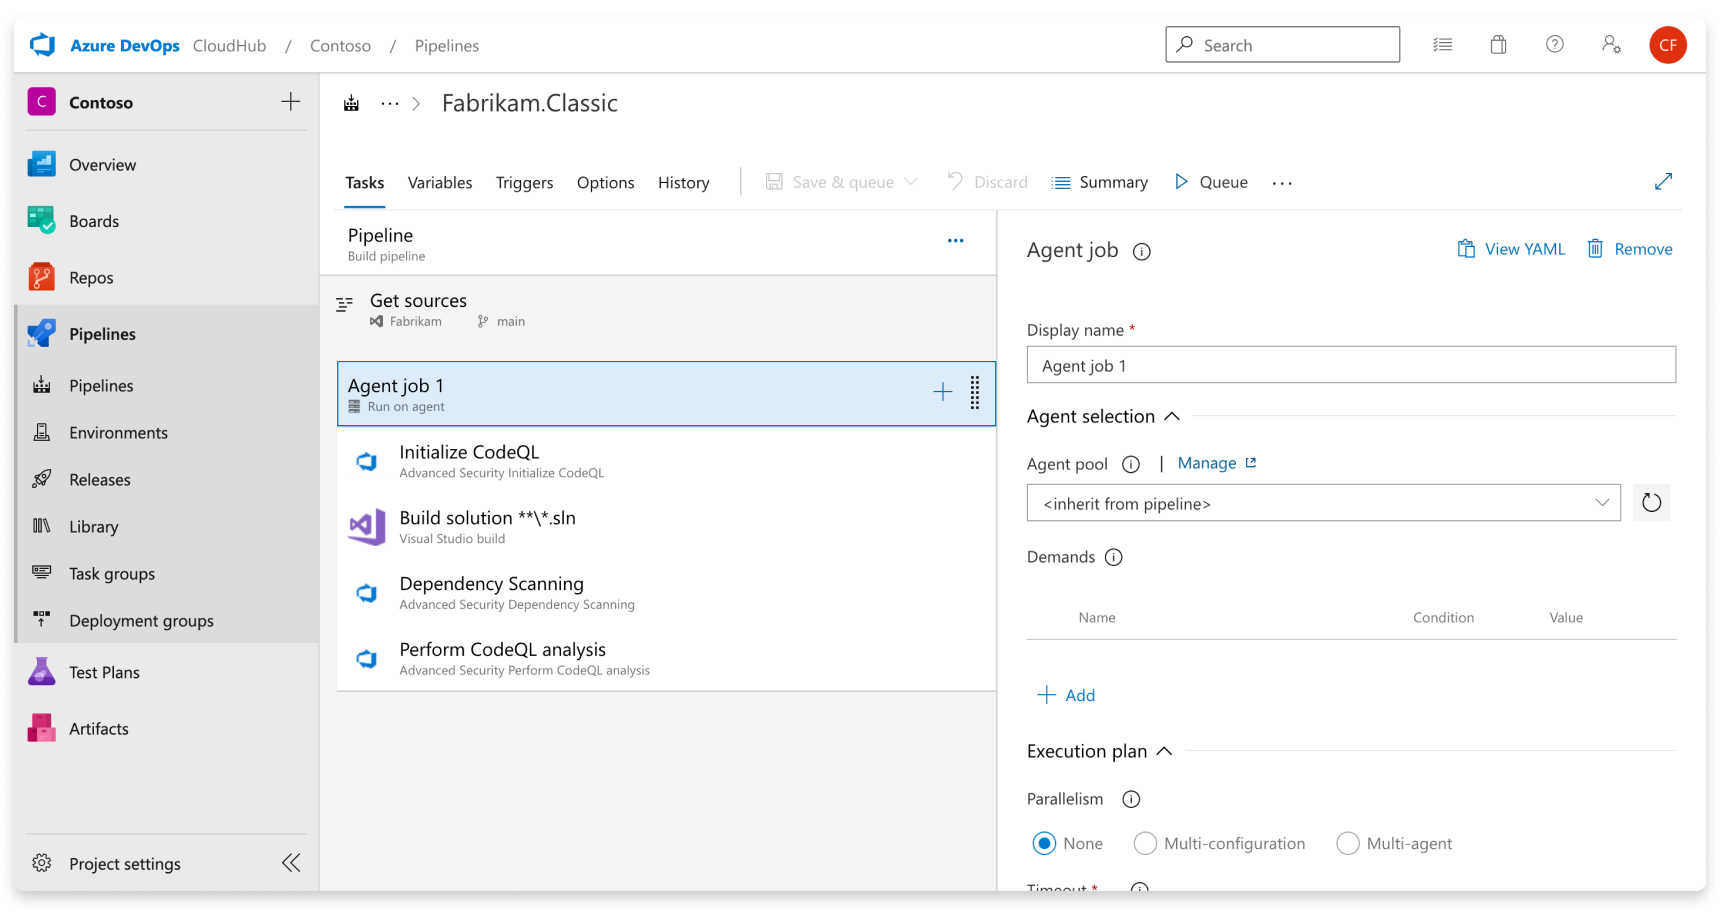 Azure DevOps CloudHub / Contoso / Pipelines
Search
CF
C Contoso
Overview
Boards
Repos
Pipelines
Pipelines
Environments
Releases
Library
Task groups
Deployment groups
Test Plans
Artifacts
Project settings
... > Fabrikam.Classic
Tasks Variables Triggers Options History Save & queue Discard Summary Queue ...
Pipeline
Build pipeline
Get sources
Fabrikam main
Agent job 1
Run on agent
Initialize CodeQL
Advanced Security Initialize CodeQL
Build solution **\*.sln
Visual Studio build
Dependency Scanning
Advanced Security Dependency Scanning
Perform CodeQL analysis
Advanced Security Perform CodeQL analysis
Agent job
View YAML Remove
Display name *
Agent job 1
Agent selection
Agent pool | Manage
<inherit from pipeline>
Demands
Name Condition Value
Add
Execution plan
Parallelism
None Multi-configuration Multi-agent
Timeout *